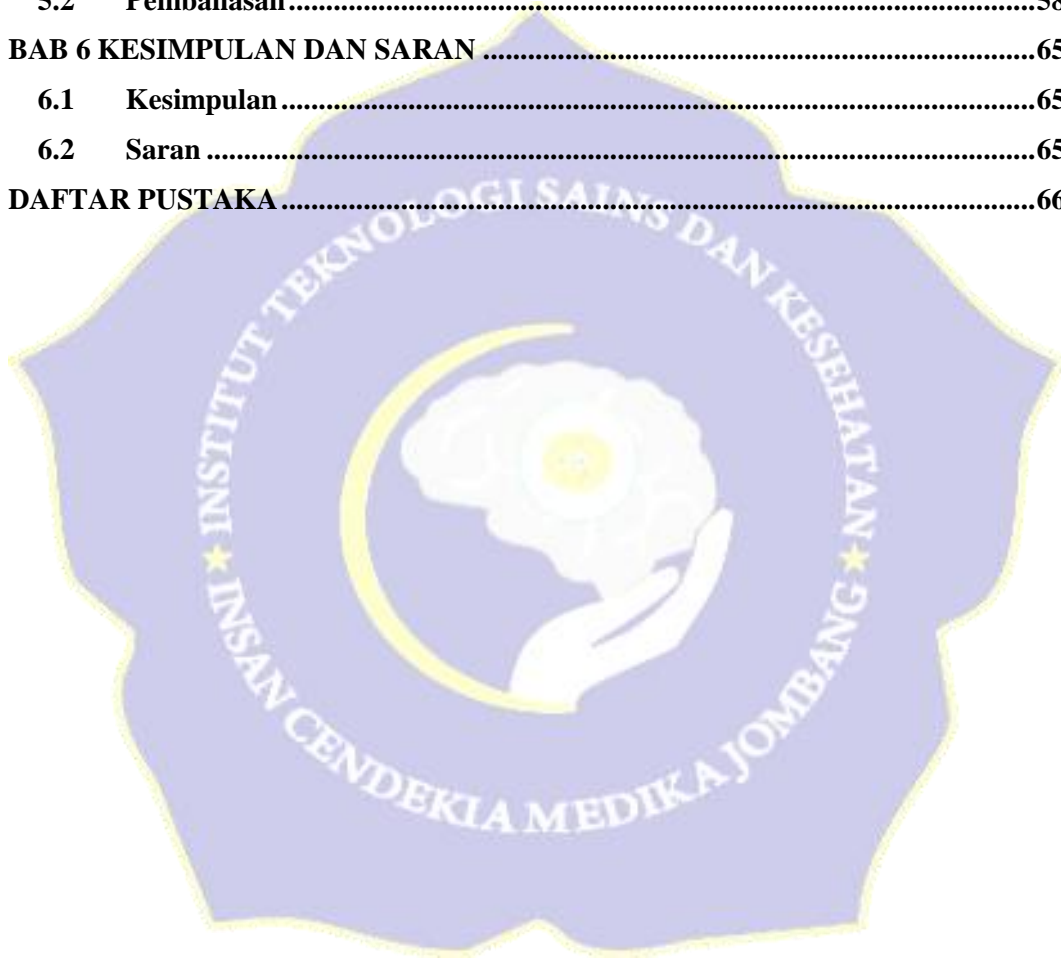 5.2 Pembahasan..........58
BAB 6 KESIMPULAN DAN SARAN..........65
6.1 Kesimpulan..........65
6.2 Saran..........65
DAFTAR PUSTAKA..........66
INSTITUT TEKNOLOGI SAINS DAN KESEHATAN
INSAN CENDEKIA MEDIKA JOMBANG